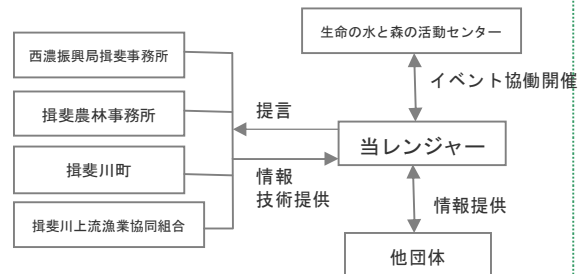 西濃振興局揖斐事務所
揖斐農林事務所
揖斐川町
揖斐川上流漁業協同組合
提言
情報
技術提供
生命の水と森の活動センター
イベント協働開催
当レンジャー
情報提供
他団体